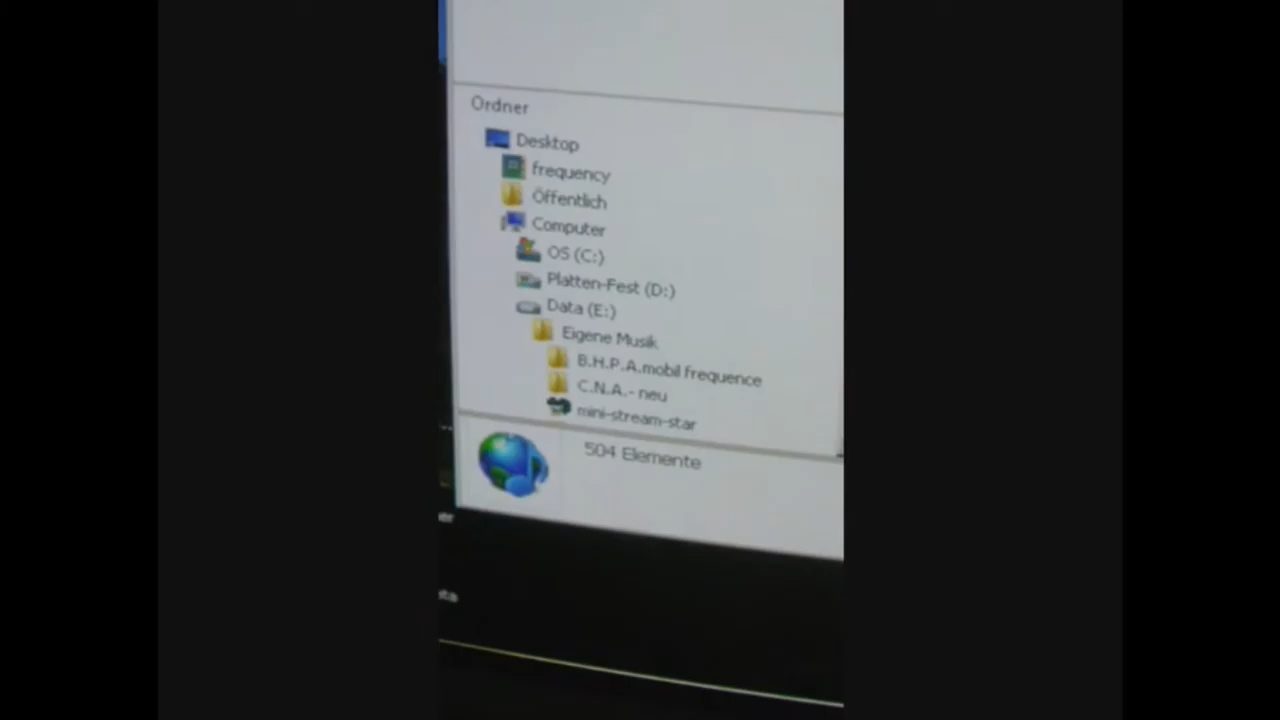 Ordner
Desktop
frequency
Öffentlich
Computer
OS (C:)
Platten-Fest (D:)
Data (E:)
Eigene Musik
B.H.P.A.mobil frequence
C.N.A.- neu
mini-stream-star
504 Elemente